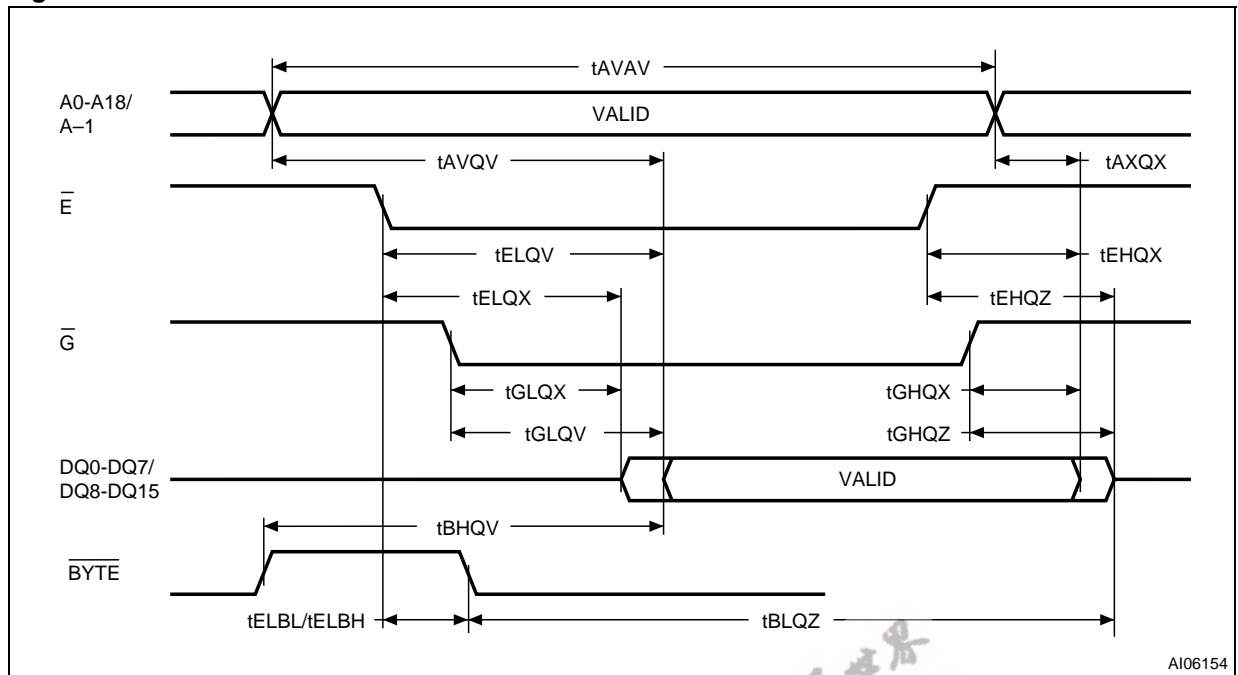 tAVAV
A0-A18/
A–1
VALID
tAVQV
tAXQX
E
tELQV
tEHQX
tELQX
tEHQZ
G
tGLQX
tGHQX
tGLQV
tGHQZ
DQ0-DQ7/
DQ8-DQ15
VALID
tBHQV
BYTE
tELBL/tELBH
tBLQZ
AI06154